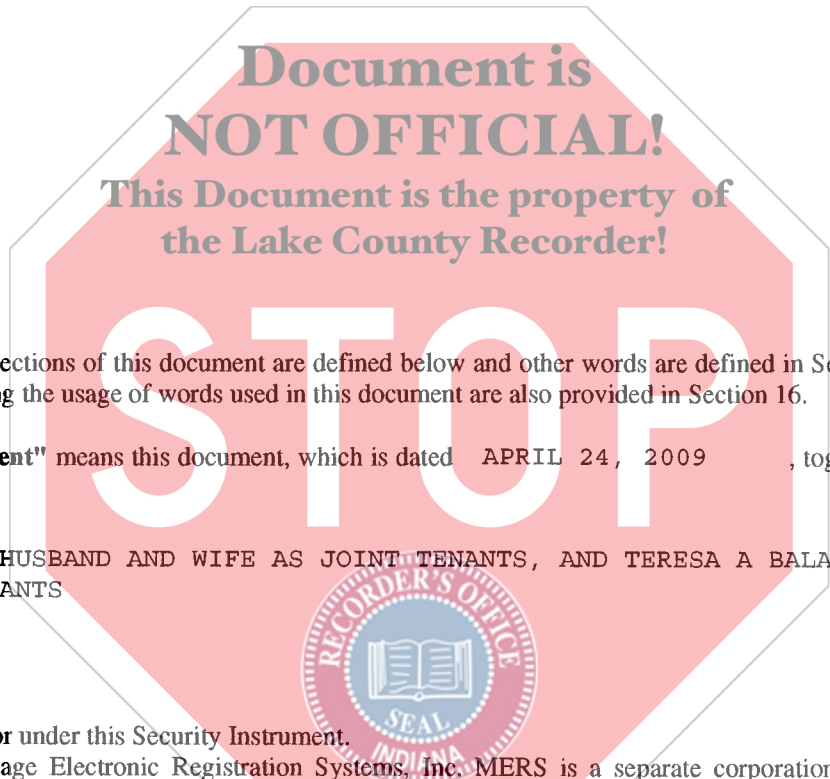 Document is
NOT OFFICIAL!
This Document is the property of
the Lake County Recorder!
STOP
ections of this document are defined below and other words are defined in Se
g the usage of words used in this document are also provided in Section 16.
ent" means this document, which is dated APRIL 24, 2009 , tog
HUSBAND AND WIFE AS JOINT TENANTS, AND TERESA A BALA
ANTS
RECORDER'S OFFICE
SEAL
INDIANA
or under this Security Instrument.
age Electronic Registration Systems, Inc. MERS is a separate corporation